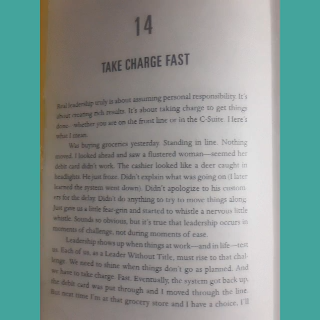 14
TAKE CHARGE FAST
Real leadership truly is about assuming personal responsibility. It's
about creating rich results. It's about taking charge to get things
done—whether you are on the front line or in the C-Suite. Here's
what I mean.
Was buying groceries yesterday. Standing in line. Nothing
moved. I looked ahead and saw a flustered woman—seemed her
debit card didn't work. The cashier looked like a deer caught in
headlights. He just froze. Didn't explain what was going on (I later
learned the system went down). Didn't apologize to his custom-
ers for the delay. Didn't do anything to try to move things along.
Just gave us a little fear-grin and started to whistle a nervous little
whistle. Sounds so obvious, but it's true that leadership occurs in
moments of challenge, not during moments of ease.
Leadership shows up when things at work—and in life—test
us. Each of us, as a Leader Without Title, must rise to that chal-
lenge. We need to shine when things don't go as planned. And
we have to take charge. Fast. Eventually, the system got back up,
the debit card was put through and I moved through the line.
But next time I'm at that grocery store and I have a choice, I'll